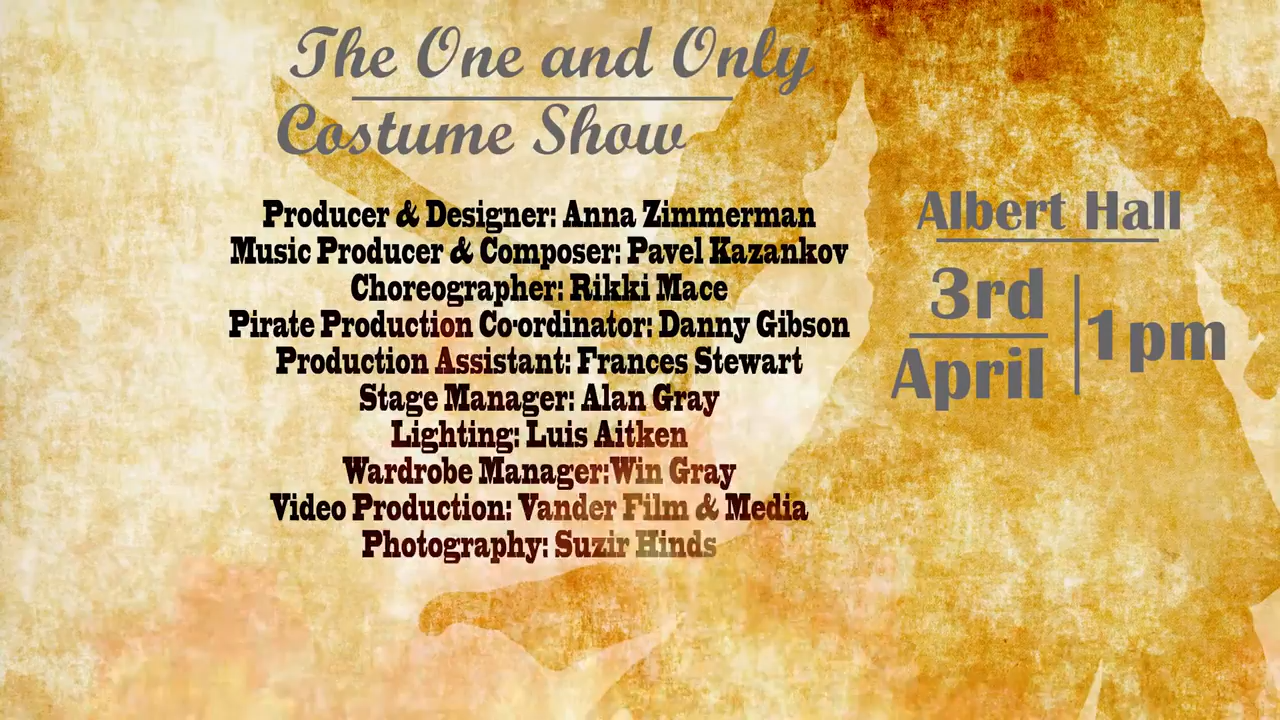 The One and Only
Costume Show
Producer & Designer: Anna Zimmerman
Music Producer & Composer: Pavel Kazankov
Choreographer: Rikki Mace
Pirate Production Co-ordinator: Danny Gibson
Production Assistant: Frances Stewart
Stage Manager: Alan Gray
Lighting: Luis Aitken
Wardrobe Manager:Win Gray
Video Production: Vander Film & Media
Photography: Suzir Hinds
Albert Hall
3rd
April
1pm